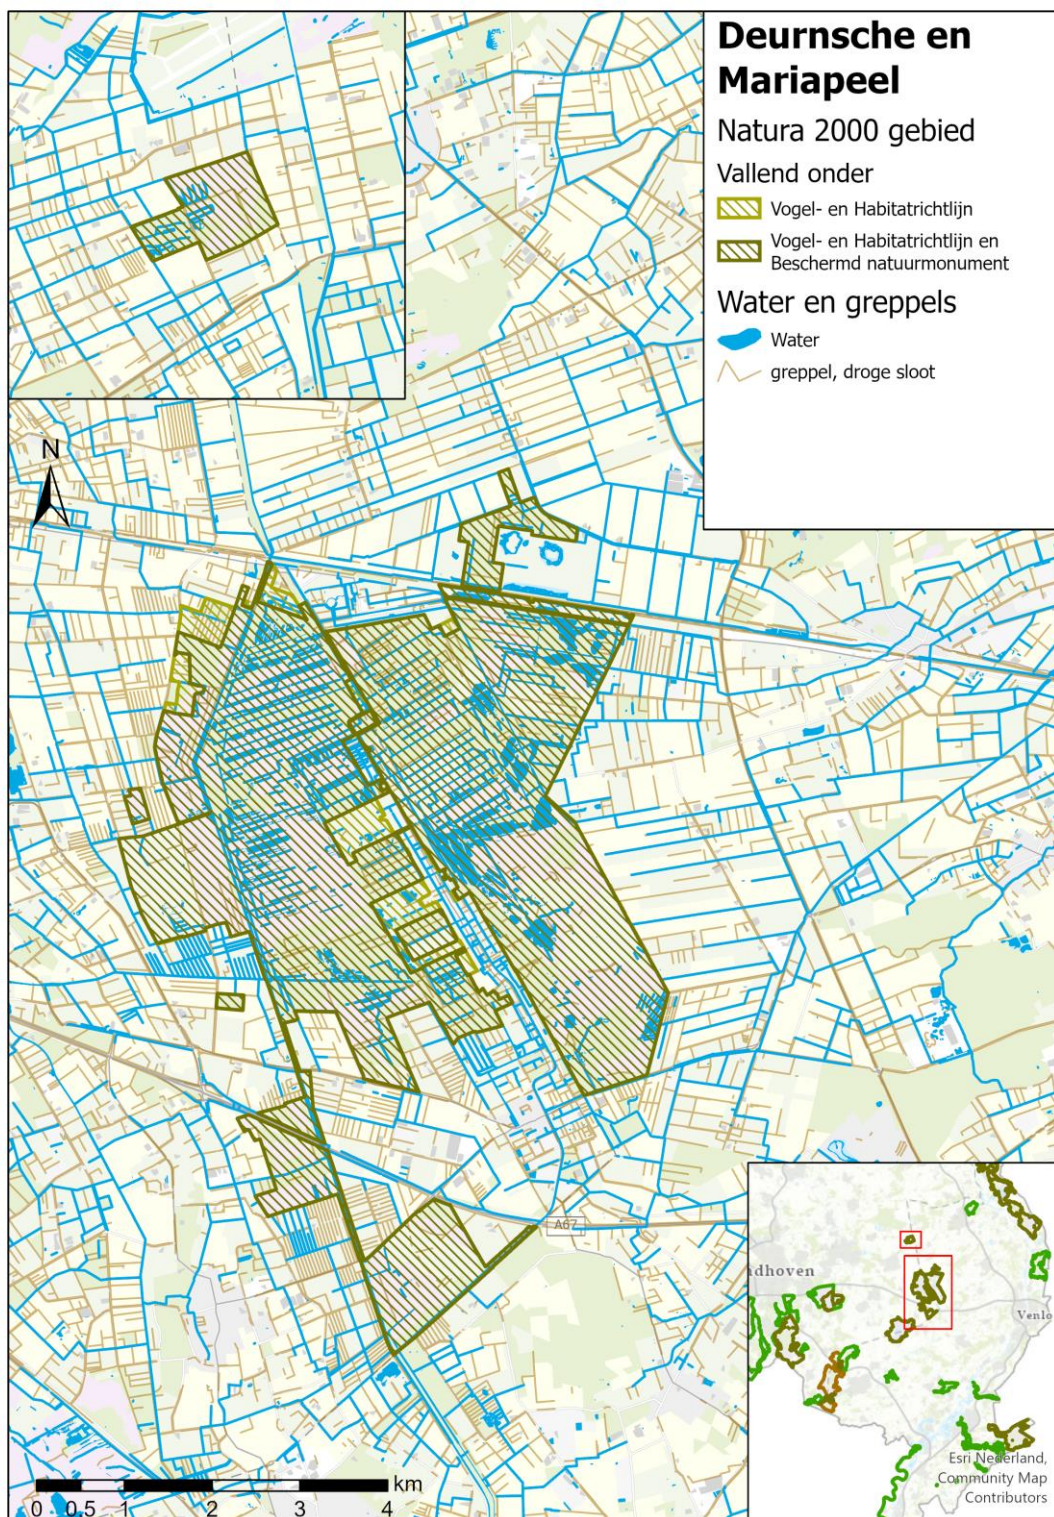 Deurnsche en
Mariapeel
Natura 2000 gebied
Vallend onder
Vogel- en Habitatrichtlijn
Vogel- en Habitatrichtlijn en
Beschermd natuurmonument
Water en greppels
Water
greppel, droge sloot
N
A67
ndhoven
Venlo
Esri Nederland,
Community Map
Contributors
km
0 0.5 1 2 3 4